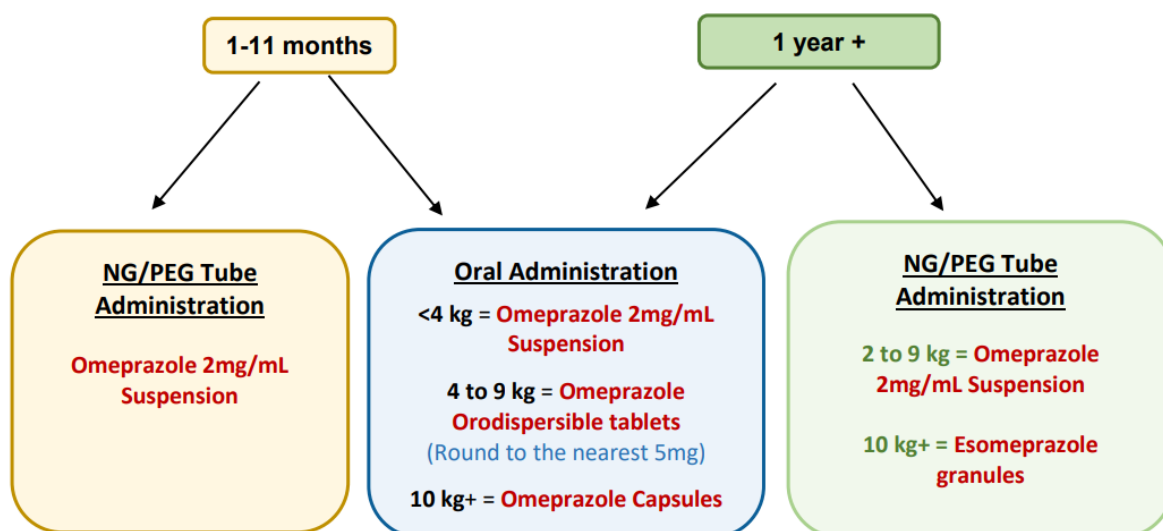 1-11 months
1 year +
NG/PEG Tube
Administration
Omeprazole 2mg/mL
Suspension
Oral Administration
<4 kg = Omeprazole 2mg/mL
Suspension
4 to 9 kg = Omeprazole
Orodispersible tablets
(Round to the nearest 5mg)
10 kg+ = Omeprazole Capsules
NG/PEG Tube
Administration
2 to 9 kg = Omeprazole
2mg/mL Suspension
10 kg+ = Esomeprazole
granules